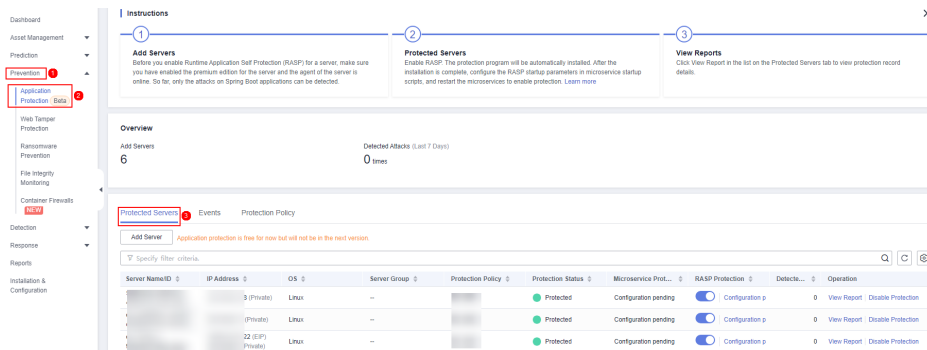 Dashboard
Asset Management
Prediction
Prevention 1
Application
Protection Beta 2
Web Tamper
Protection
Ransomware
Prevention
File Integrity
Monitoring
Container Firewalls
NEW
Detection
Response
Reports
Installation &
Configuration
Instructions
1
Add Servers
Before you enable Runtime Application Self Protection (RASP) for a server, make sure
you have enabled the premium edition for the server and the agent of the server is
online. So far, only the attacks on Spring Boot applications can be detected.
2
Protected Servers
Enable RASP. The protection program will be automatically installed. After the
installation is complete, configure the RASP startup parameters in microservice startup
scripts, and restart the microservices to enable protection. Learn more
3
View Reports
Click View Report in the list on the Protected Servers tab to view protection record
details.
Overview
Add Servers
6
Detected Attacks (Last 7 Days)
0 times
Protected Servers 3 Events Protection Policy
Add Server Application protection is free for now but will not be in the next version.
Specify filter criteria.
Server Name/ID IP Address OS Server Group Protection Policy Protection Status Microservice Prot... RASP Protection Detecte... Operation
3 (Private) Linux -- Protected Configuration pending Configuration p 0 View Report Disable Protection
(Private) Linux -- Protected Configuration pending Configuration p 0 View Report Disable Protection
22 (EIP)
Private) Linux -- Protected Configuration pending Configuration p 0 View Report Disable Protection